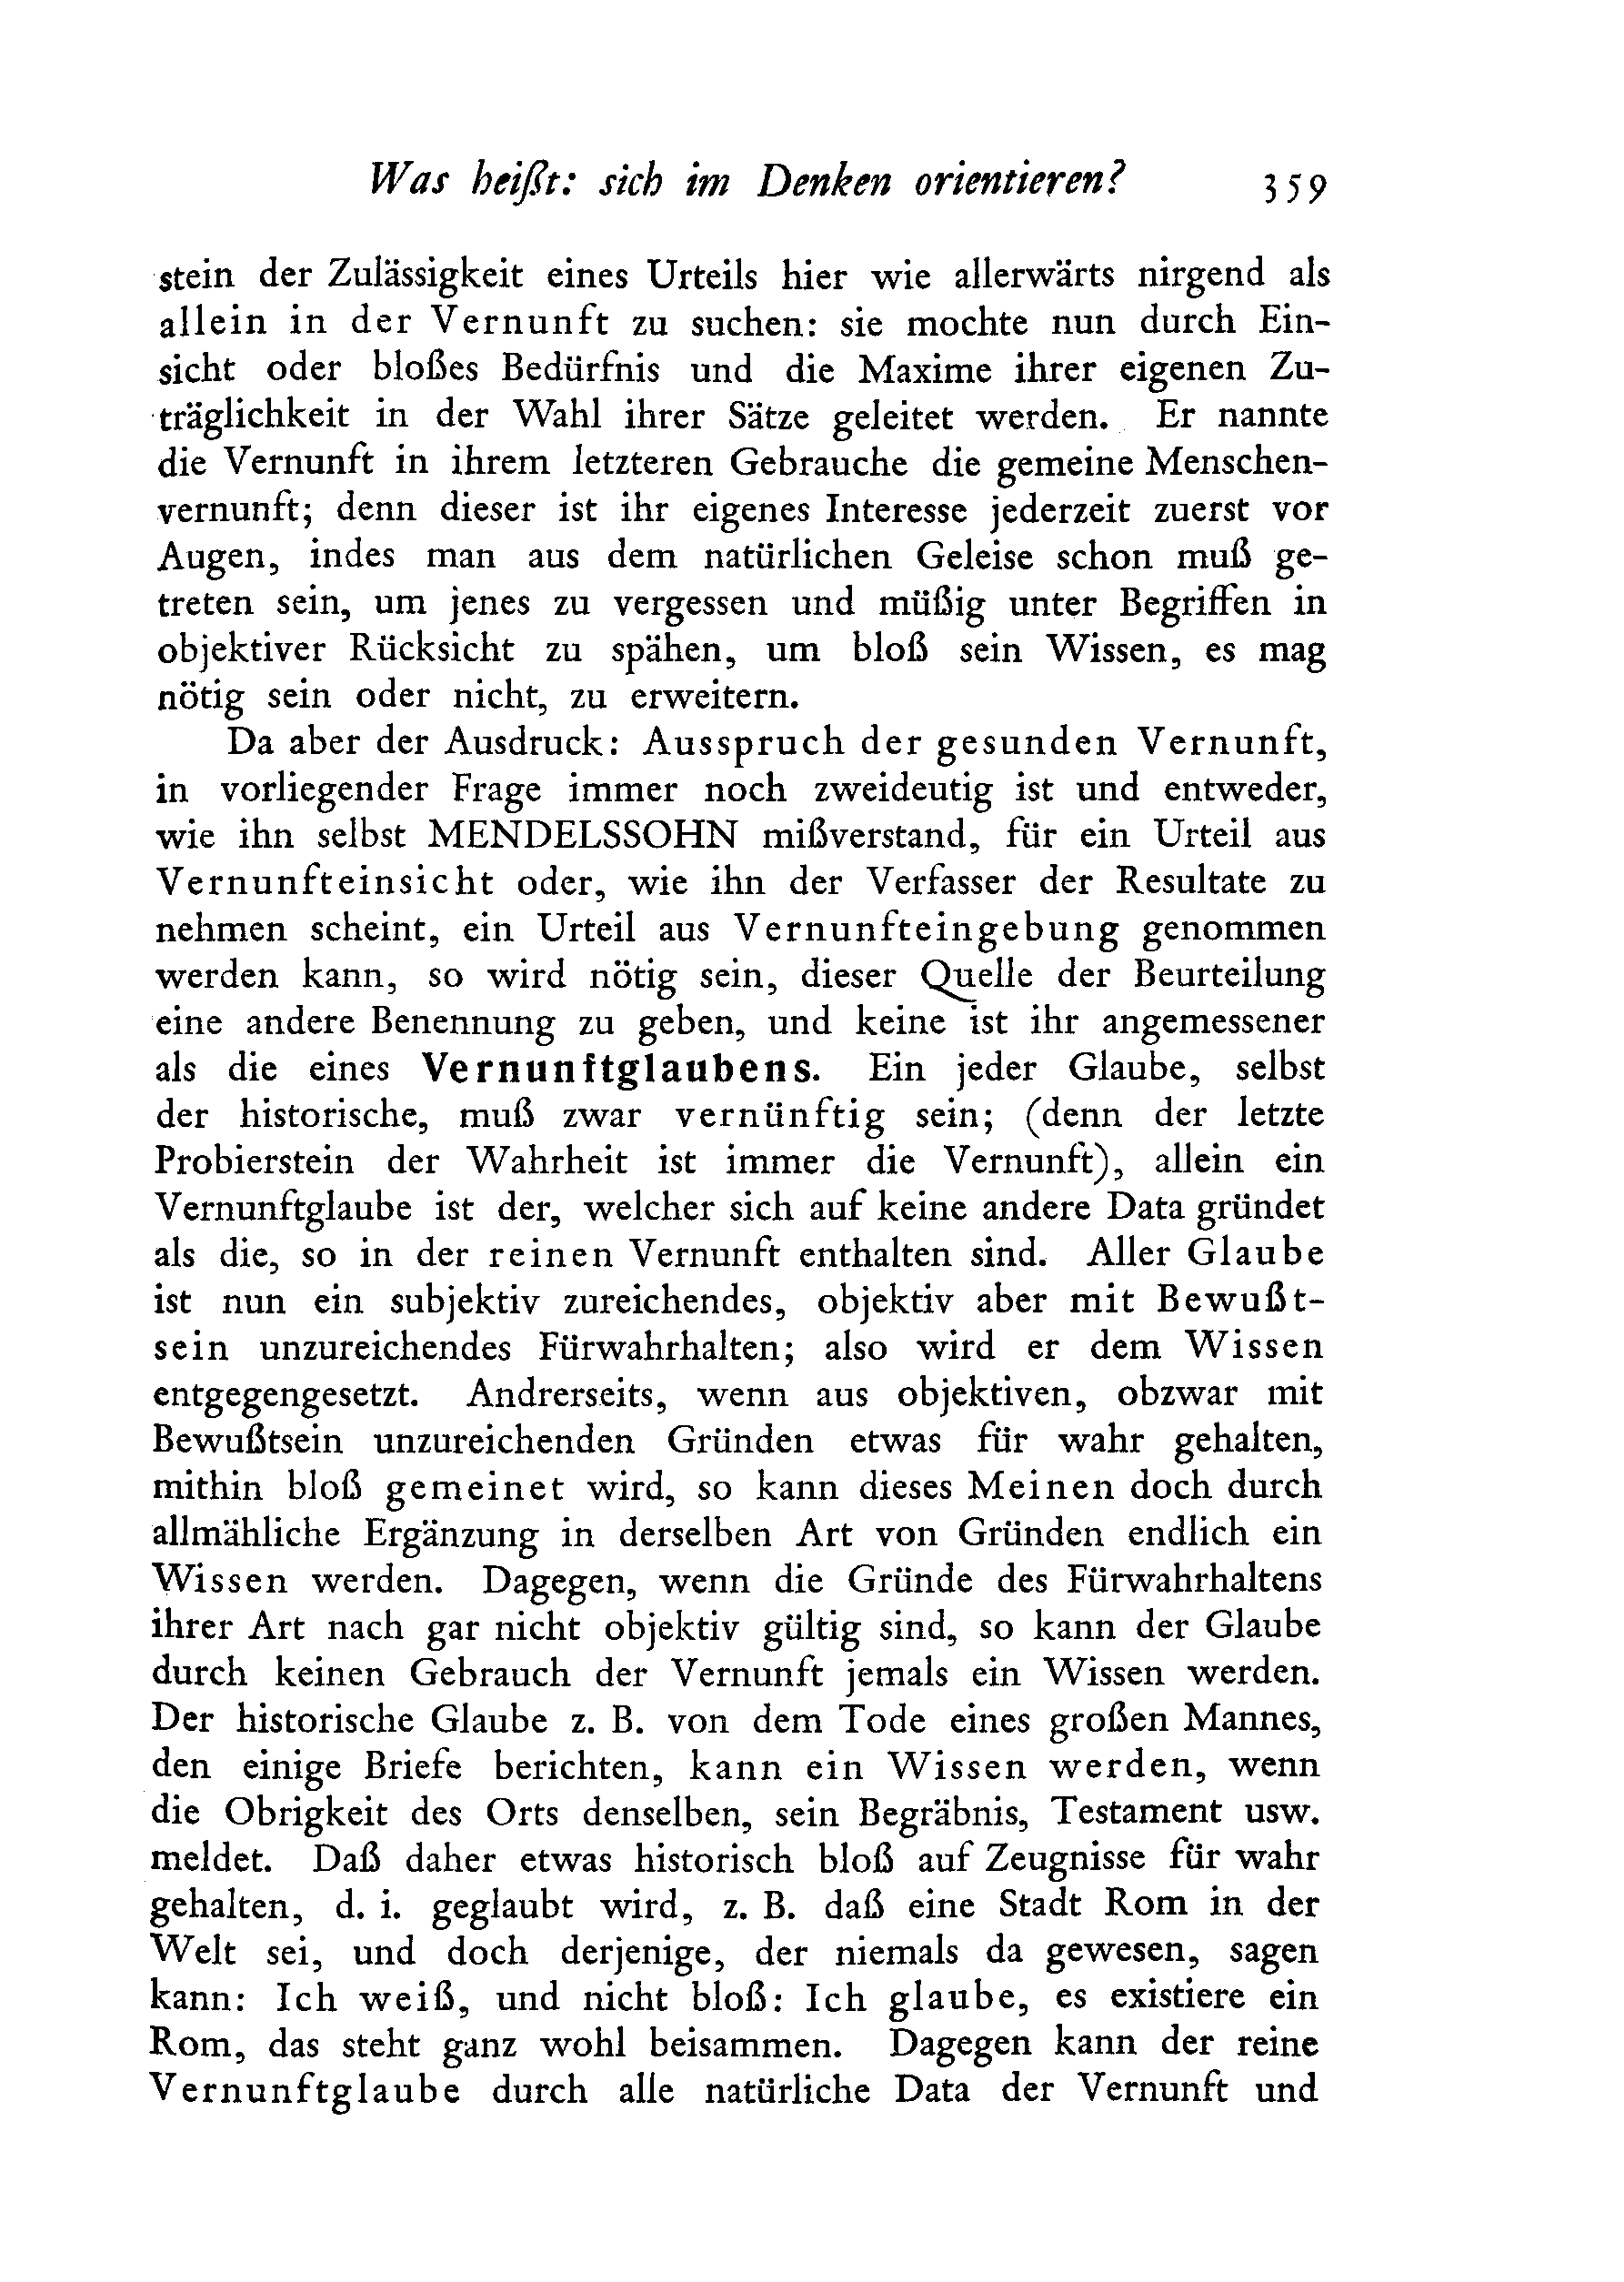 Was heißt: sich im Denken orientieren? 359
stein der Zulässigkeit eines Urteils hier wie allerwärts nirgend als
allein in der Vernunft zu suchen: sie mochte nun durch Ein-
sicht oder bloßes Bedürfnis und die Maxime ihrer eigenen Zu-
träglichkeit in der Wahl ihrer Sätze geleitet werden. Er nannte
die Vernunft in ihrem letzteren Gebrauche die gemeine Menschen-
vernunft; denn dieser ist ihr eigenes Interesse jederzeit zuerst vor
Augen, indes man aus dem natürlichen Geleise schon muß ge-
treten sein, um jenes zu vergessen und müßig unter Begriffen in
objektiver Rücksicht zu spähen, um bloß sein Wissen, es mag
nötig sein oder nicht, zu erweitern.
Da aber der Ausdruck: Ausspruch der gesunden Vernunft,
in vorliegender Frage immer noch zweideutig ist und entweder,
wie ihn selbst MENDELSSOHN mißverstand, für ein Urteil aus
Vernunfteinsicht oder, wie ihn der Verfasser der Resultate zu
nehmen scheint, ein Urteil aus Vernunfteingebung genommen
werden kann, so wird nötig sein, dieser Quelle der Beurteilung
eine andere Benennung zu geben, und keine ist ihr angemessener
als die eines Vernunftglaubens. Ein jeder Glaube, selbst
der historische, muß zwar vernünftig sein; (denn der letzte
Probierstein der Wahrheit ist immer die Vernunft), allein ein
Vernunftglaube ist der, welcher sich auf keine andere Data gründet
als die, so in der reinen Vernunft enthalten sind. Aller Glaube
ist nun ein subjektiv zureichendes, objektiv aber mit Bewußt-
sein unzureichendes Fürwahrhalten; also wird er dem Wissen
entgegengesetzt. Andrerseits, wenn aus objektiven, obzwar mit
Bewußtsein unzureichenden Gründen etwas für wahr gehalten,
mithin bloß gemeinet wird, so kann dieses Meinen doch durch
allmähliche Ergänzung in derselben Art von Gründen endlich ein
Wissen werden. Dagegen, wenn die Gründe des Fürwahrhaltens
ihrer Art nach gar nicht objektiv gültig sind, so kann der Glaube
durch keinen Gebrauch der Vernunft jemals ein Wissen werden.
Der historische Glaube z. B. von dem Tode eines großen Mannes,
den einige Briefe berichten, kann ein Wissen werden, wenn
die Obrigkeit des Orts denselben, sein Begräbnis, Testament usw.
meldet. Daß daher etwas historisch bloß auf Zeugnisse für wahr
gehalten, d. i. geglaubt wird, z. B. daß eine Stadt Rom in der
Welt sei, und doch derjenige, der niemals da gewesen, sagen
kann: Ich weiß, und nicht bloß: Ich glaube, es existiere ein
Rom, das steht ganz wohl beisammen. Dagegen kann der reine
Vernunftglaube durch alle natürliche Data der Vernunft und